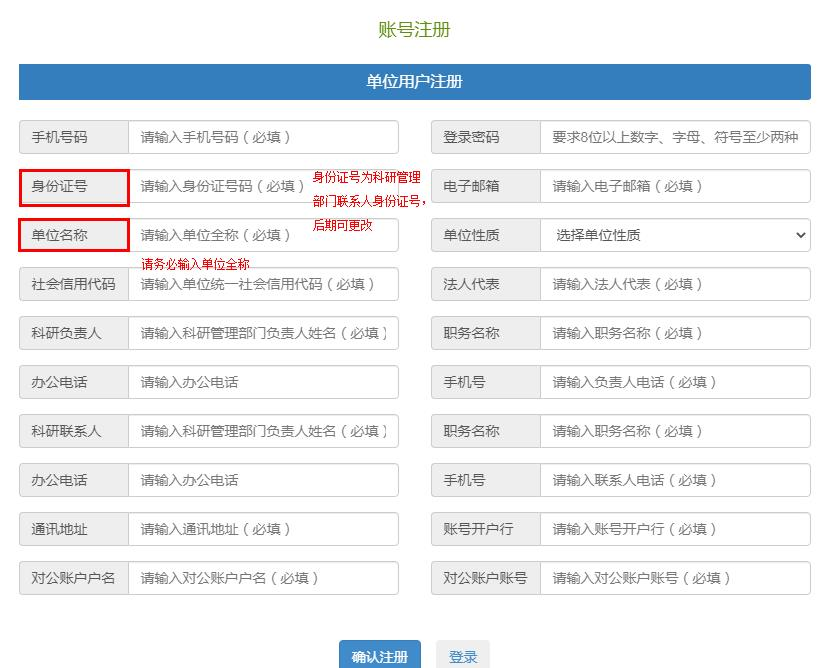 账号注册
单位用户注册
手机号码 请输入手机号码（必填） 登录密码 要求8位以上数字、字母、符号至少两种
身份证号 请输入身份证号码（必填） 身份证号为科研管理 电子邮箱 请输入电子邮箱（必填）
部门联系人身份证号，
单位名称 请输入单位全称（必填） 后期可更改 单位性质 选择单位性质
请务必输入单位全称
社会信用代码 请输入单位统一社会信用代码（必填） 法人代表 请输入法人代表（必填）
科研负责人 请输入科研管理部门负责人姓名（必填） 职务名称 请输入职务名称（必填）
办公电话 请输入办公电话 手机号 请输入负责人电话（必填）
科研联系人 请输入科研管理部门负责人姓名（必填） 职务名称 请输入职务名称（必填）
办公电话 请输入办公电话 手机号 请输入联系人电话（必填）
通讯地址 请输入通讯地址（必填） 账号开户行 请输入账号开户行（必填）
对公账户户名 请输入对公账户户名（必填） 对公账户账号 请输入对公账户账号（必填）
确认注册 登录